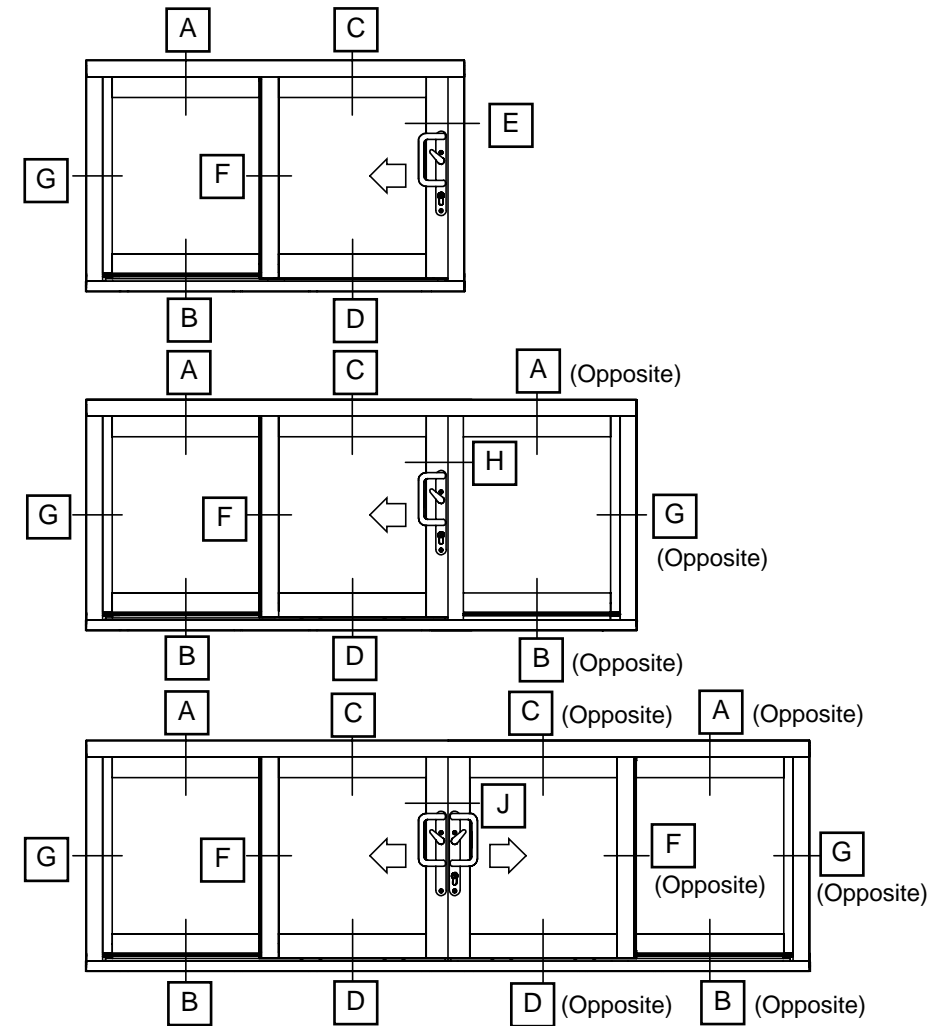 A C
E
G F
B D
A C A (Opposite)
H
G F G
(Opposite)
B D B (Opposite)
A C C (Opposite) A (Opposite)
J
G F F G
(Opposite) (Opposite)
B D D (Opposite) B (Opposite)